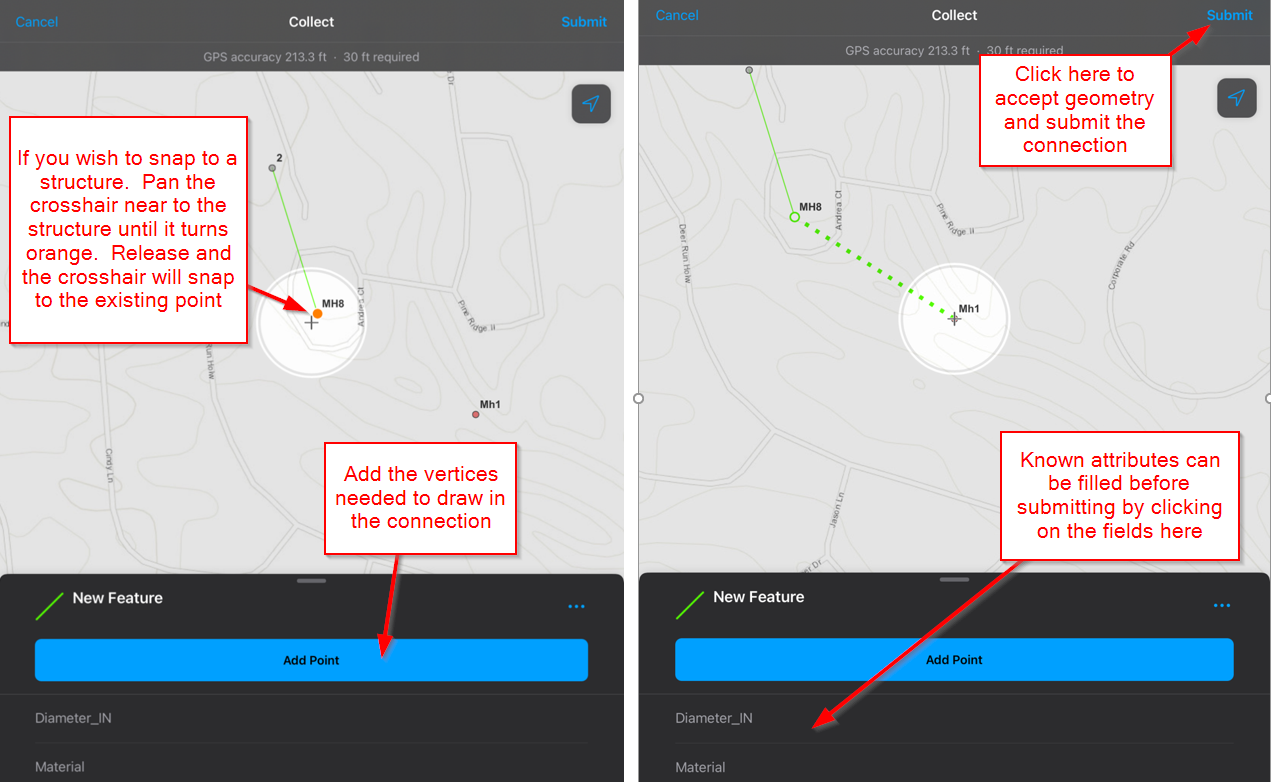 Cancel
Collect
Submit
GPS accuracy 213.3 ft · 30 ft required
If you wish to snap to a
structure. Pan the
crosshair near to the
structure until it turns
orange. Release and
the crosshair will snap
to the existing point
2
MH8
Andrea Ct
Pine Ridge II
Run Holw
Mh1
Cindy Ln
Dr
Add the vertices
needed to draw in
the connection
New Feature
Add Point
Diameter_IN
Material
Cancel
Collect
Submit
GPS accuracy 213.3 ft · 30 ft required
Click here to
accept geometry
and submit the
connection
MH8
Andrea Ct
Pine Ridge II
Deer Run Holw
Corporate Rd
Mh1
Jason Ln
Dr
Known attributes can
be filled before
submitting by clicking
on the fields here
New Feature
Add Point
Diameter_IN
Material